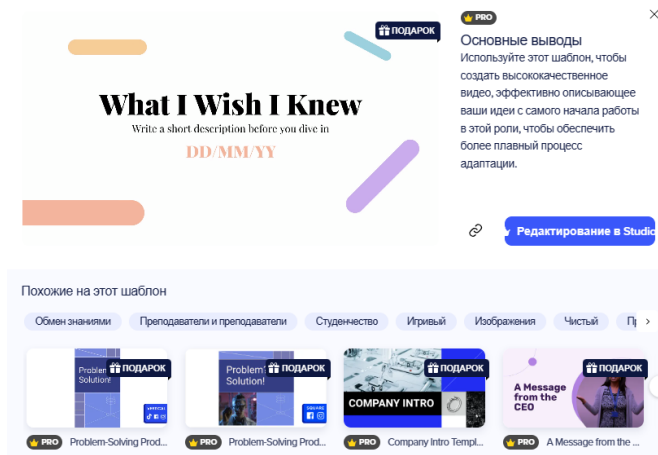 PRO
ПОДАРОК
Основные выводы
Используйте этот шаблон, чтобы
создать высококачественное
видео, эффективно описывающее
ваши идеи с самого начала работы
в этой роли, чтобы обеспечить
более плавный процесс
адаптации.
What I Wish I Knew
Write a short description before you dive in
DD/MM/YY
Редактирование в Studio
Похожие на этот шаблон
Обмен знаниями
Преподаватели и преподаватели
Студенчество
Игривый
Изображения
Чистый
Problem
Solution!
ПОДАРОК
VERTICAL
PRO
Problem-Solving Prod...
Problem?
Solution!
ПОДАРОК
SQUARE
PRO
Problem-Solving Prod...
COMPANY INTRO
ПОДАРОК
PRO
Company Intro Templ...
A Message
from the
CEO
ПОДАРОК
PRO
A Message from the ...